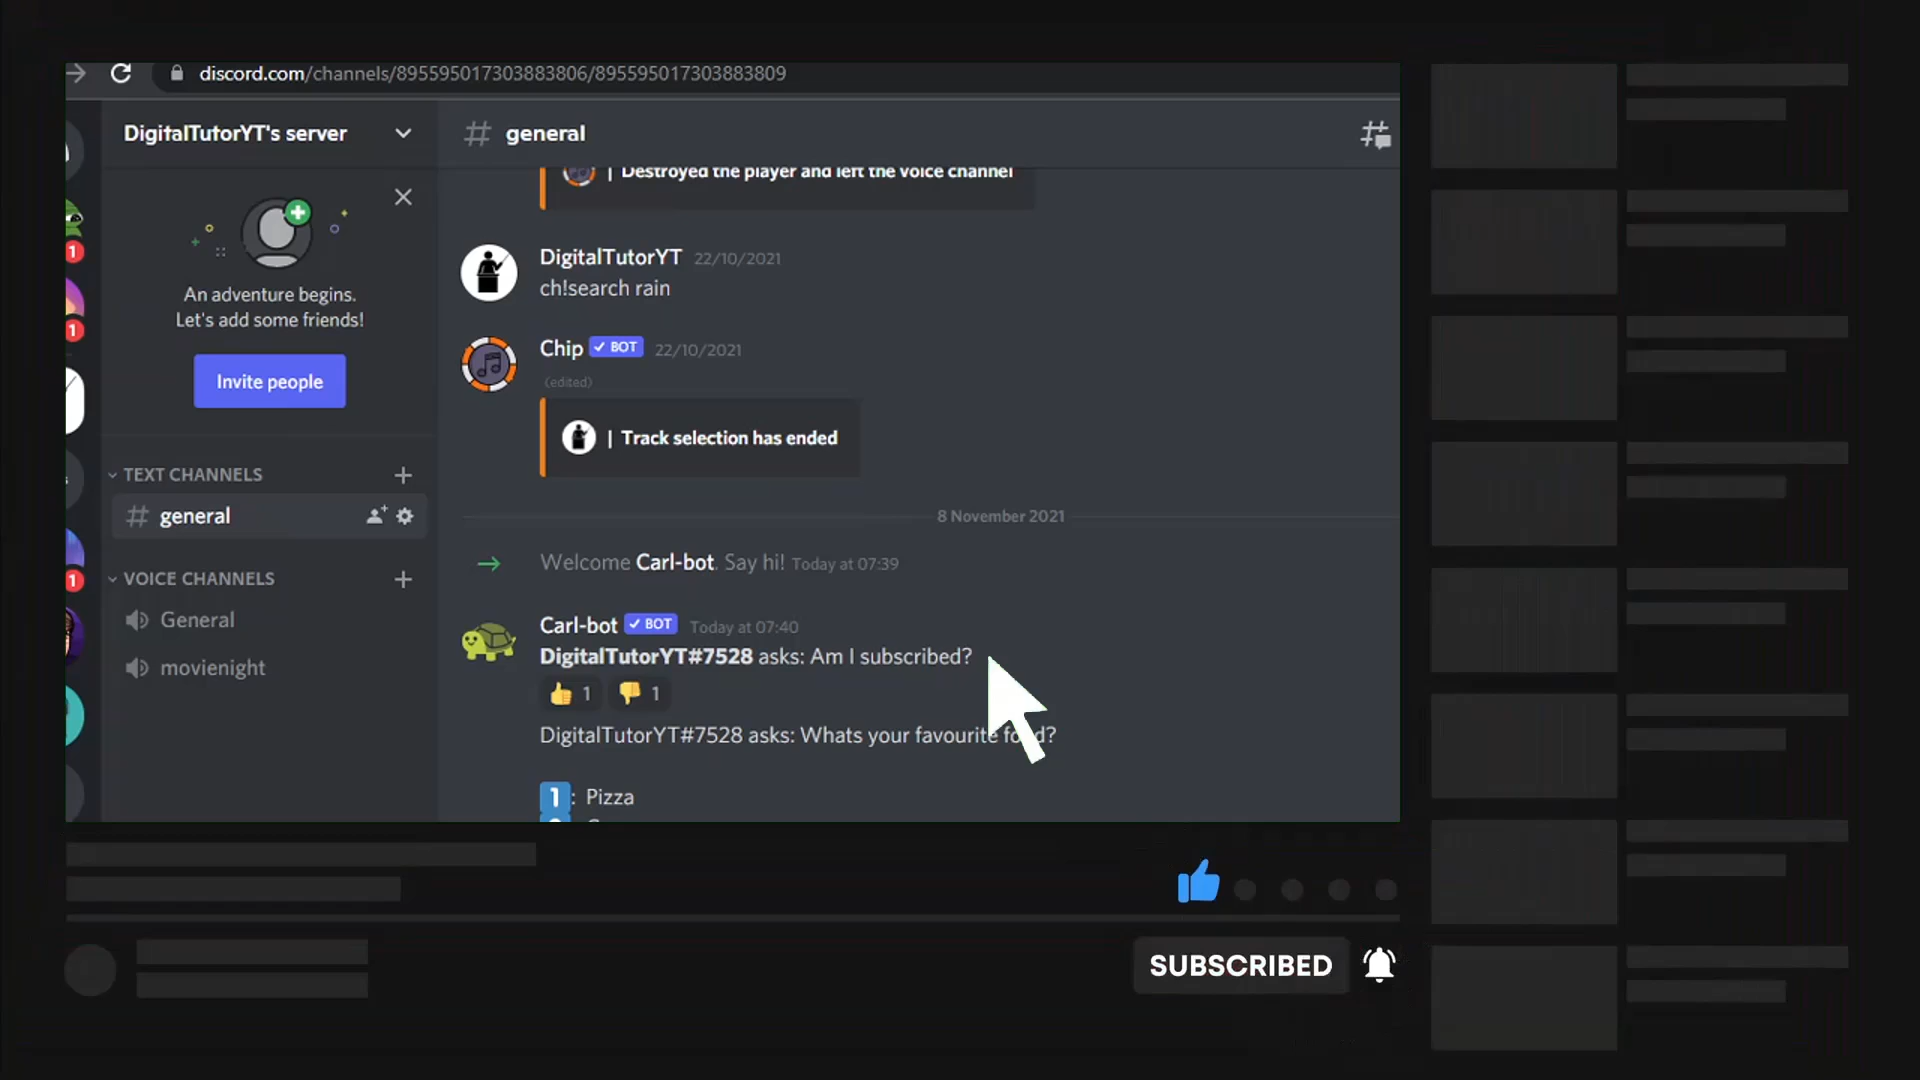 discord.com/channels/895595017303883806/895595017303883809
DigitalTutorYT's server
general
An adventure begins.
Let's add some friends!
Invite people
TEXT CHANNELS
general
VOICE CHANNELS
General
movienight
1
1
1
| Destroyed the player and left the voice channel
DigitalTutorYT 22/10/2021
ch!search rain
Chip BOT 22/10/2021
(edited)
| Track selection has ended
8 November 2021
Welcome Carl-bot. Say hi! Today at 07:39
Carl-bot BOT Today at 07:40
DigitalTutorYT#7528 asks: Am I subscribed?
1 1
DigitalTutorYT#7528 asks: Whats your favourite
1 : Pizza
SUBSCRIBED